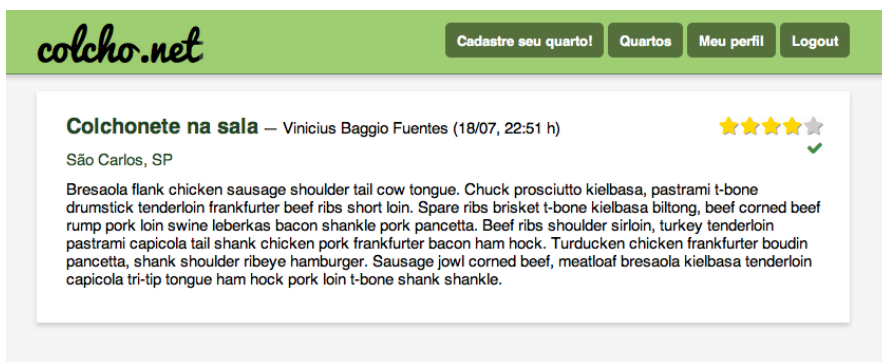 colcho.net
Cadastre seu quarto! Quartos Meu perfil Logout
Colchonete na sala — Vinicius Baggio Fuentes (18/07, 22:51 h)
São Carlos, SP
Bresaola flank chicken sausage shoulder tail cow tongue. Chuck prosciutto kielbasa, pastrami t-bone
drumstick tenderloin frankfurter beef ribs short loin. Spare ribs brisket t-bone kielbasa biltong, beef corned beef
rump pork loin swine leberkas bacon shankle pork pancetta. Beef ribs shoulder sirloin, turkey tenderloin
pastrami capicola tail shank chicken pork frankfurter bacon ham hock. Turducken chicken frankfurter boudin
pancetta, shank shoulder ribeye hamburger. Sausage jowl corned beef, meatloaf bresaola kielbasa tenderloin
capicola tri-tip tongue ham hock pork loin t-bone shank shankle.